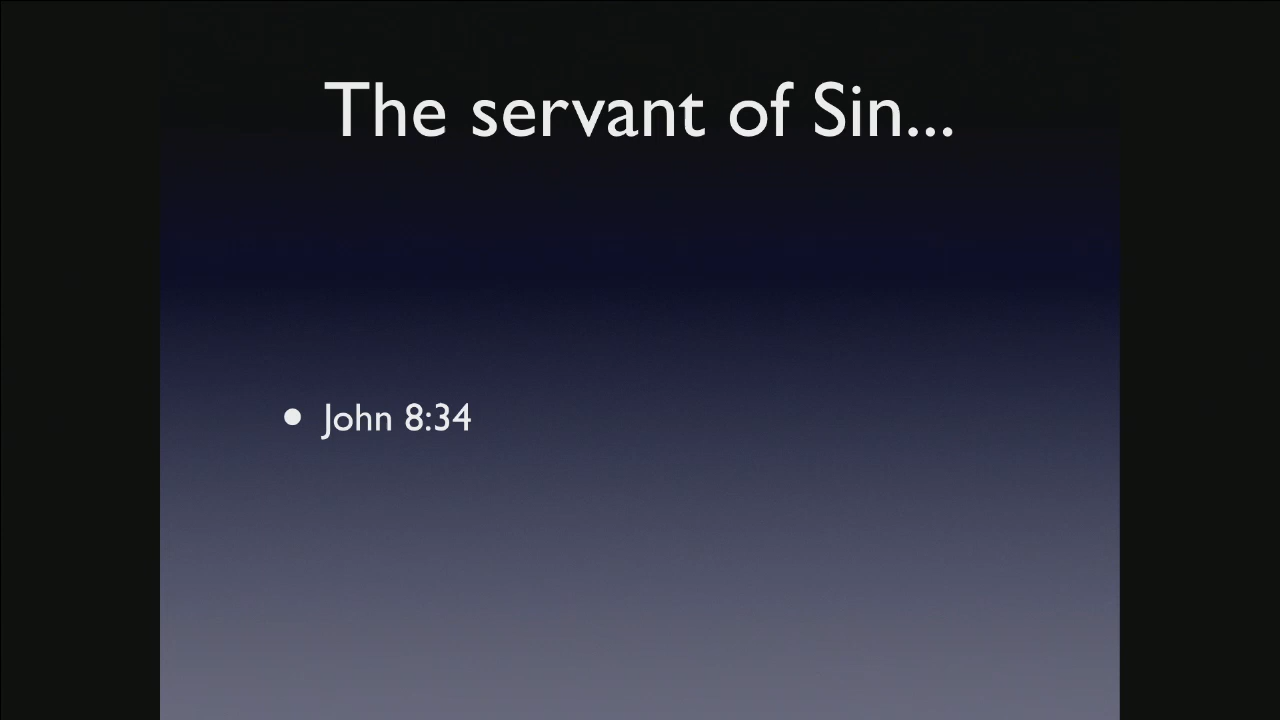 The servant of Sin...
• John 8:34